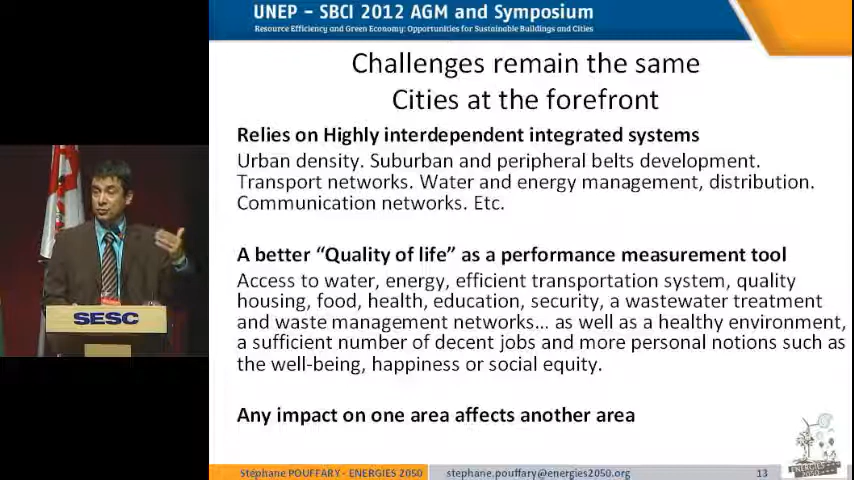 UNEP – SBCI 2012 AGM and Symposium
Resource Efficiency and Green Economy: Opportunities for Sustainable Buildings and Cities
Challenges remain the same
Cities at the forefront
Relies on Highly interdependent integrated systems
Urban density. Suburban and peripheral belts development.
Transport networks. Water and energy management, distribution.
Communication networks. Etc.
A better “Quality of life” as a performance measurement tool
Access to water, energy, efficient transportation system, quality
housing, food, health, education, security, a wastewater treatment
and waste management networks… as well as a healthy environment,
a sufficient number of decent jobs and more personal notions such as
the well-being, happiness or social equity.
Any impact on one area affects another area
SESC
Stéphane POUFFARY - ENERGIES 2050
stephane.pouffary@energies2050.org
13
ENERGIES
2050